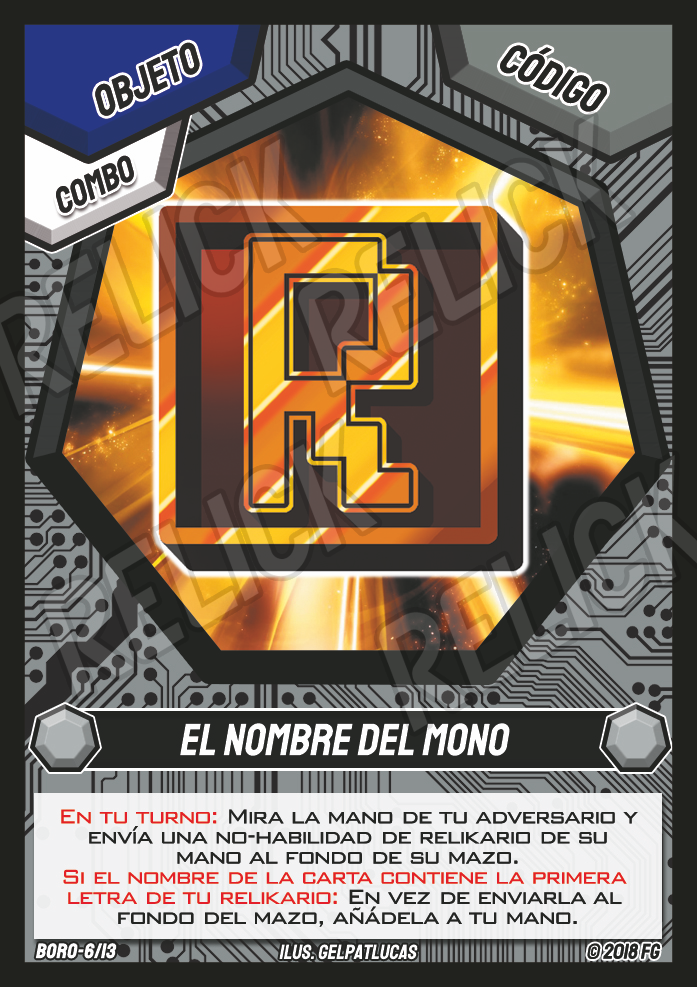 OBJETO
CÓDIGO
COMBO
R
RELICK
RELICK
RELICK
RELICK
EL NOMBRE DEL MONO
EN TU TURNO: MIRA LA MANO DE TU ADVERSARIO Y
ENVÍA UNA NO-HABILIDAD DE RELIKARIO DE SU
MANO AL FONDO DE SU MAZO.
SI EL NOMBRE DE LA CARTA CONTIENE LA PRIMERA
LETRA DE TU RELIKARIO: EN VEZ DE ENVIARLA AL
FONDO DEL MAZO, AÑÁDELA A TU MANO.
BORO-6/13
ILUS. GELPATLUCAS
© 2018 FG